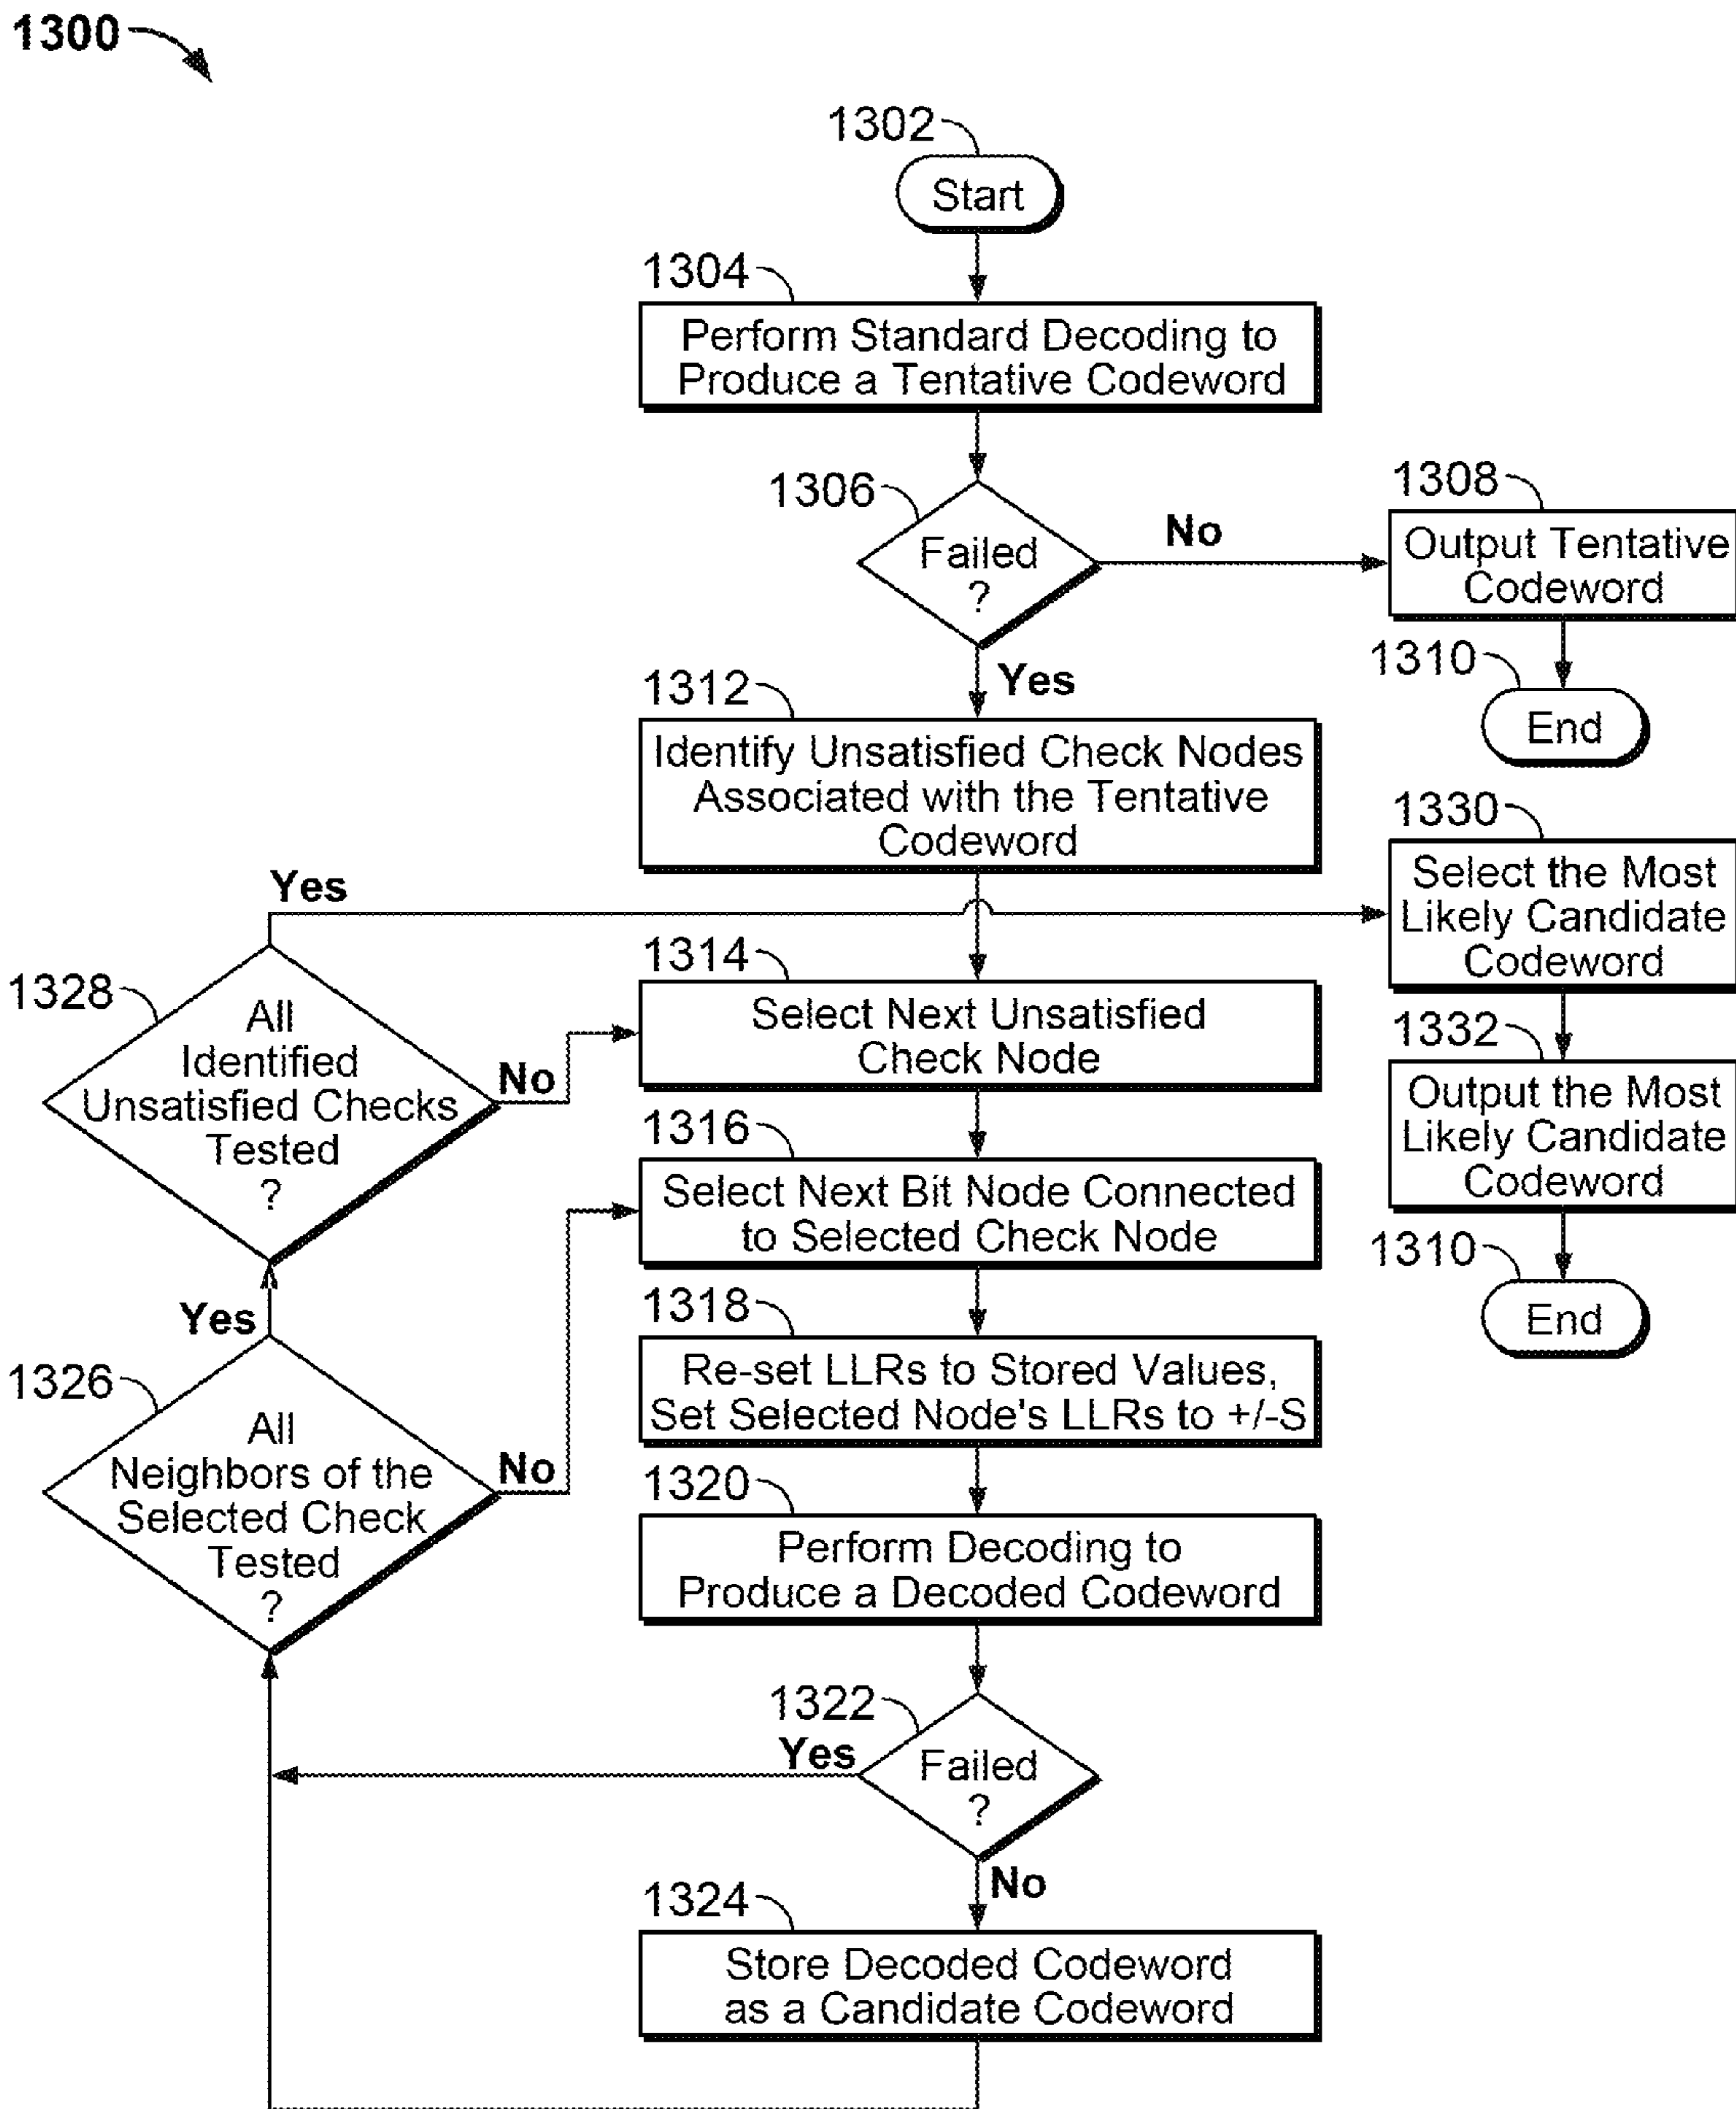 1300
1302
Start
1304
Perform Standard Decoding to
Produce a Tentative Codeword
1306
Failed
?
No
1308
Output Tentative
Codeword
1310
End
Yes
1312
Identify Unsatisfied Check Nodes
Associated with the Tentative
Codeword
1330
Select the Most
Likely Candidate
Codeword
1332
Output the Most
Likely Candidate
Codeword
1310
End
Yes
1328
All
Identified
Unsatisfied Checks
Tested
?
No
1314
Select Next Unsatisfied
Check Node
1316
Select Next Bit Node Connected
to Selected Check Node
Yes
1326
All
Neighbors of the
Selected Check
Tested
?
No
1318
Re-set LLRs to Stored Values,
Set Selected Node's LLRs to +/-S
1320
Perform Decoding to
Produce a Decoded Codeword
1322
Yes
Failed
?
No
1324
Store Decoded Codeword
as a Candidate Codeword